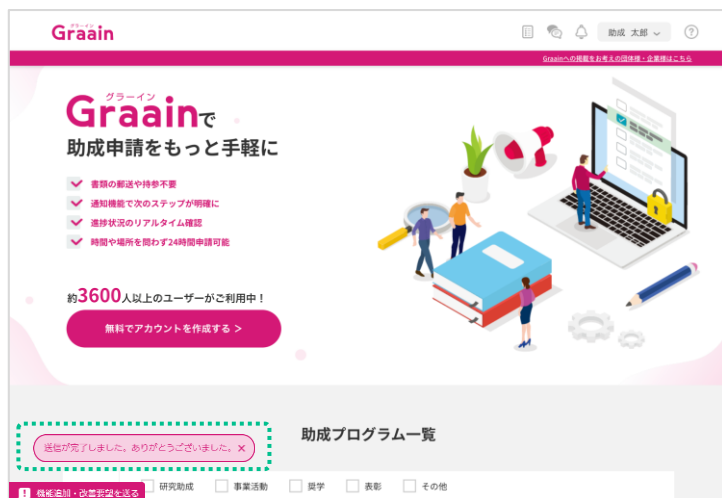 グラーイン
Graain
助成 太郎
?
Graainへの掲載をお考えの団体様・企業様はこちら
グラーイン
Graainで
助成申請をもっと手軽に
書類の郵送や持参不要
通知機能で次のステップが明確に
進捗状況のリアルタイム確認
時間や場所を問わず24時間申請可能
約3600人以上のユーザーがご利用中！
無料でアカウントを作成する >
助成プログラム一覧
送信が完了しました。ありがとうございました。×
研究助成 事業活動 奨学 表彰 その他
! 機能追加・改善要望を送る